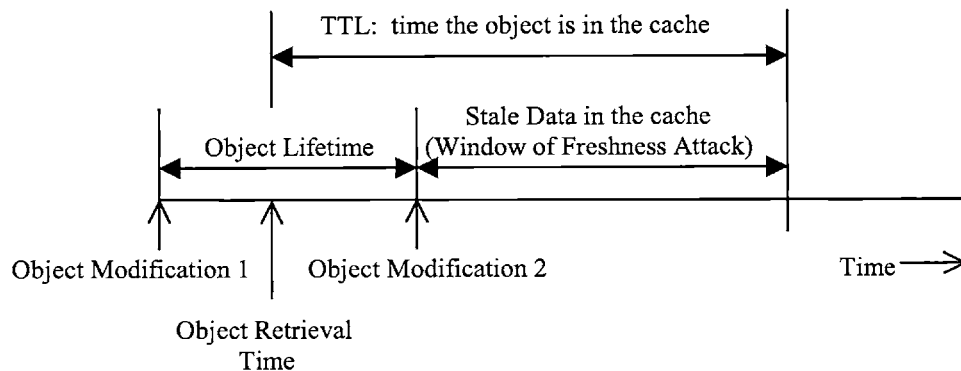 TTL: time the object is in the cache
Stale Data in the cache
(Window of Freshness Attack)
Object Lifetime
Object Modification 1
Object Modification 2
Time
Object Retrieval
Time